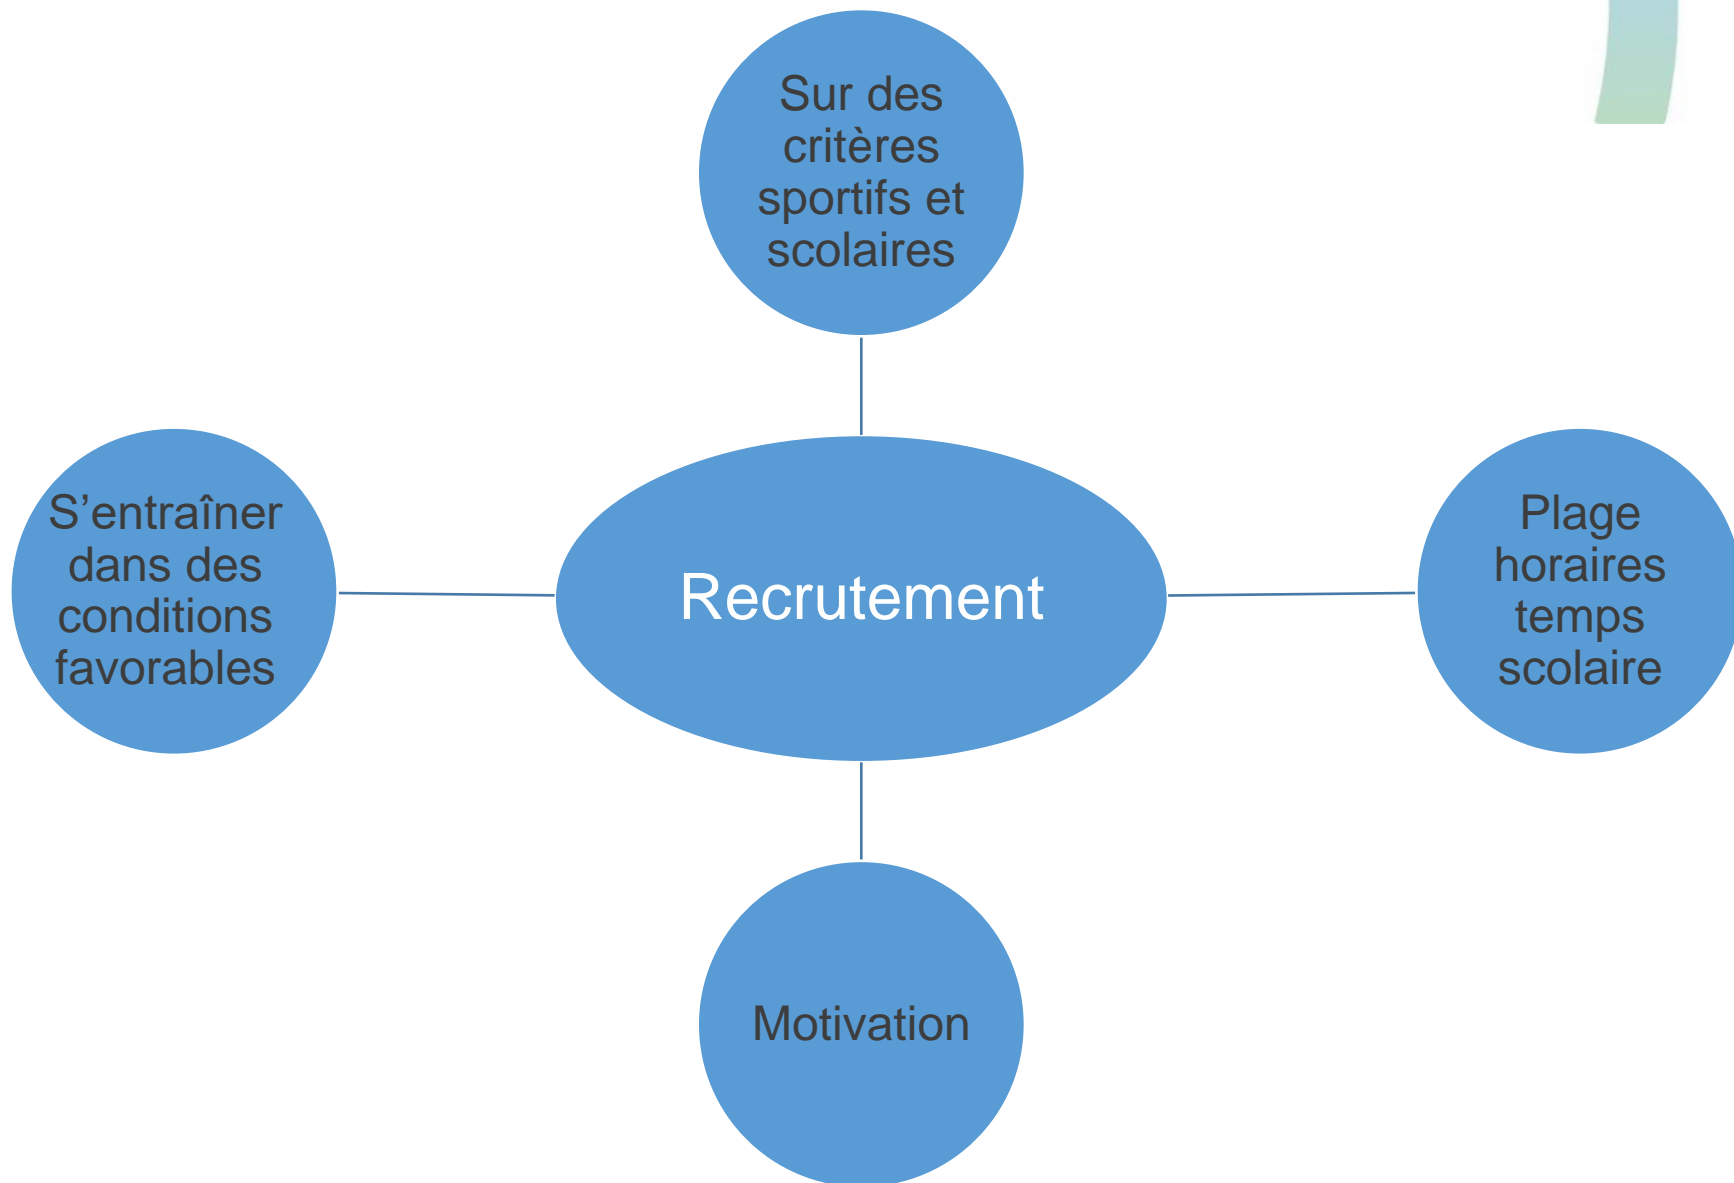 Sur des
critères
sportifs et
scolaires
S’entraîner
dans des
conditions
favorables
Recrutement
Plage
horaires
temps
scolaire
Motivation